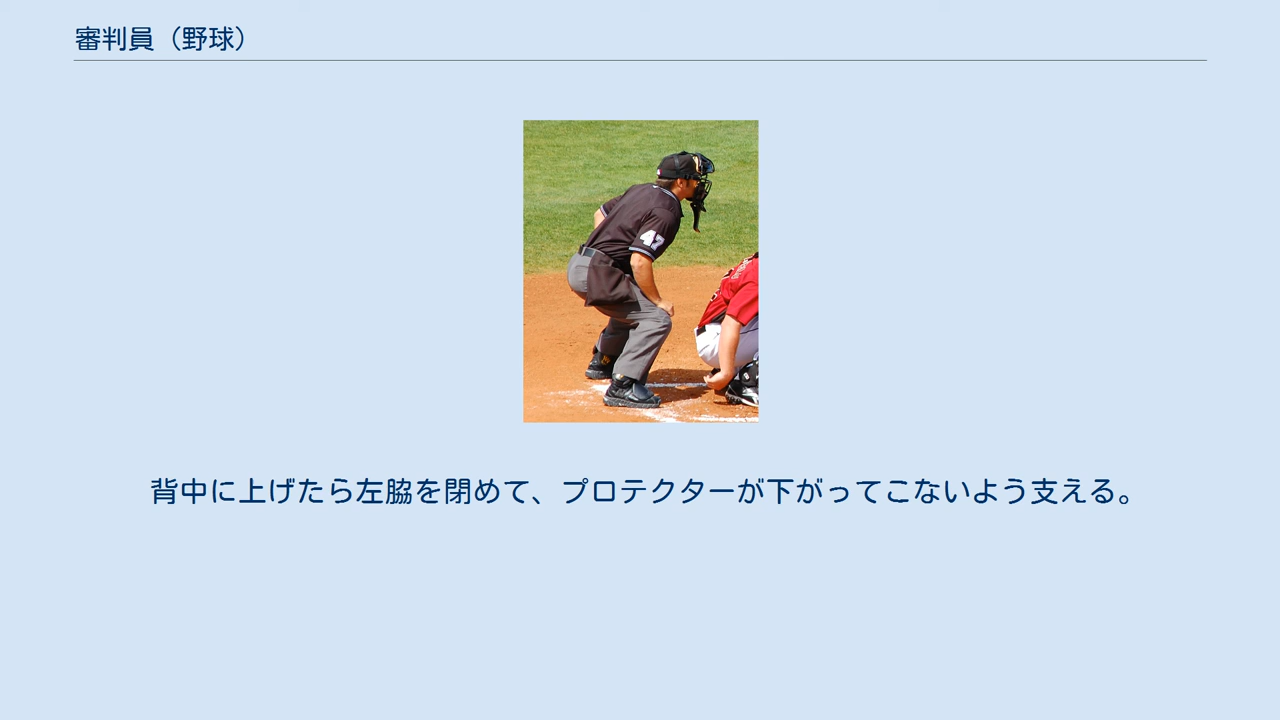 審判員（野球）
47
背中に上げたら左脇を閉めて、プロテクターが下がってこないよう支える。